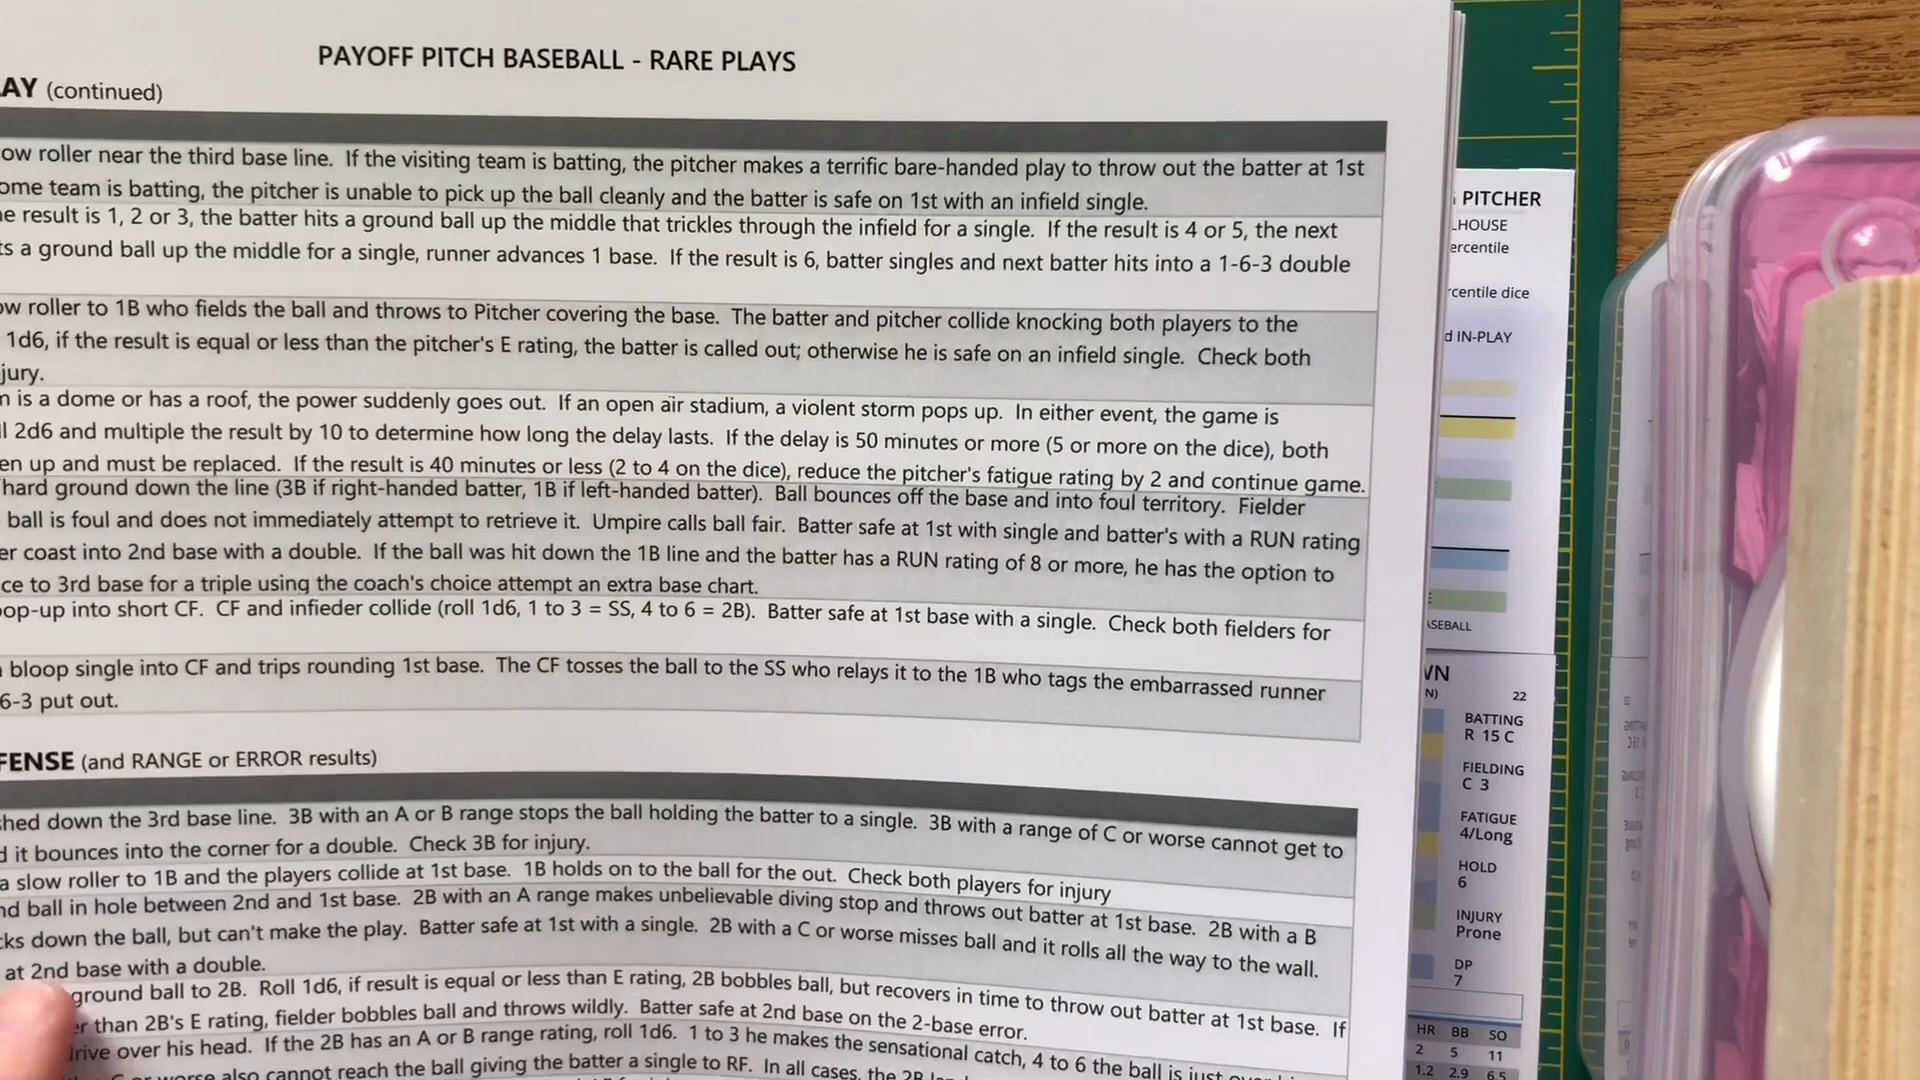 PAYOFF PITCH BASEBALL - RARE PLAYS
AY (continued)
ow roller near the third base line. If the visiting team is batting, the pitcher makes a terrific bare-handed play to throw out the batter at 1st
ome team is batting, the pitcher is unable to pick up the ball cleanly and the batter is safe on 1st with an infield single.
e result is 1, 2 or 3, the batter hits a ground ball up the middle that trickles through the infield for a single. If the result is 4 or 5, the next
ts a ground ball up the middle for a single, runner advances 1 base. If the result is 6, batter singles and next batter hits into a 1-6-3 double
ow roller to 1B who fields the ball and throws to Pitcher covering the base. The batter and pitcher collide knocking both players to the
1d6, if the result is equal or less than the pitcher's E rating, the batter is called out; otherwise he is safe on an infield single. Check both
jury.
m is a dome or has a roof, the power suddenly goes out. If an open air stadium, a violent storm pops up. In either event, the game is
ll 2d6 and multiple the result by 10 to determine how long the delay lasts. If the delay is 50 minutes or more (5 or more on the dice), both
en up and must be replaced. If the result is 40 minutes or less (2 to 4 on the dice), reduce the pitcher's fatigue rating by 2 and continue game.
hard ground down the line (3B if right-handed batter, 1B if left-handed batter). Ball bounces off the base and into foul territory. Fielder
ball is foul and does not immediately attempt to retrieve it. Umpire calls ball fair. Batter safe at 1st with single and batter's with a RUN rating
er coast into 2nd base with a double. If the ball was hit down the 1B line and the batter has a RUN rating of 8 or more, he has the option to
ce to 3rd base for a triple using the coach's choice attempt an extra base chart.
pop-up into short CF. CF and infieder collide (roll 1d6, 1 to 3 = SS, 4 to 6 = 2B). Batter safe at 1st base with a single. Check both fielders for
bloop single into CF and trips rounding 1st base. The CF tosses the ball to the SS who relays it to the 1B who tags the embarrassed runner
6-3 put out.
FENSE (and RANGE or ERROR results)
hed down the 3rd base line. 3B with an A or B range stops the ball holding the batter to a single. 3B with a range of C or worse cannot get to
d it bounces into the corner for a double. Check 3B for injury.
a slow roller to 1B and the players collide at 1st base. 1B holds on to the ball for the out. Check both players for injury
nd ball in hole between 2nd and 1st base. 2B with an A range makes unbelievable diving stop and throws out batter at 1st base. 2B with a B
cks down the ball, but can't make the play. Batter safe at 1st with a single. 2B with a C or worse misses ball and it rolls all the way to the wall.
at 2nd base with a double.
ground ball to 2B. Roll 1d6, if result is equal or less than E rating, 2B bobbles ball, but recovers in time to throw out batter at 1st base. If
er than 2B's E rating, fielder bobbles ball and throws wildly. Batter safe at 2nd base on the 2-base error.
drive over his head. If the 2B has an A or B range rating, roll 1d6. 1 to 3 he makes the sensational catch, 4 to 6 the ball is just
C or worse also cannot reach the ball giving the batter a single to RF. In all cases, the 2B
PITCHER
LHOUSE
ercentile
rcentile dice
d IN-PLAY
ASEBALL
WN
N) 22
BATTING
R 15 C
FIELDING
C 3
FATIGUE
4/Long
HOLD
6
INJURY
Prone
DP
7
HR BB SO
2 5 11
1.2 2.9 6.5